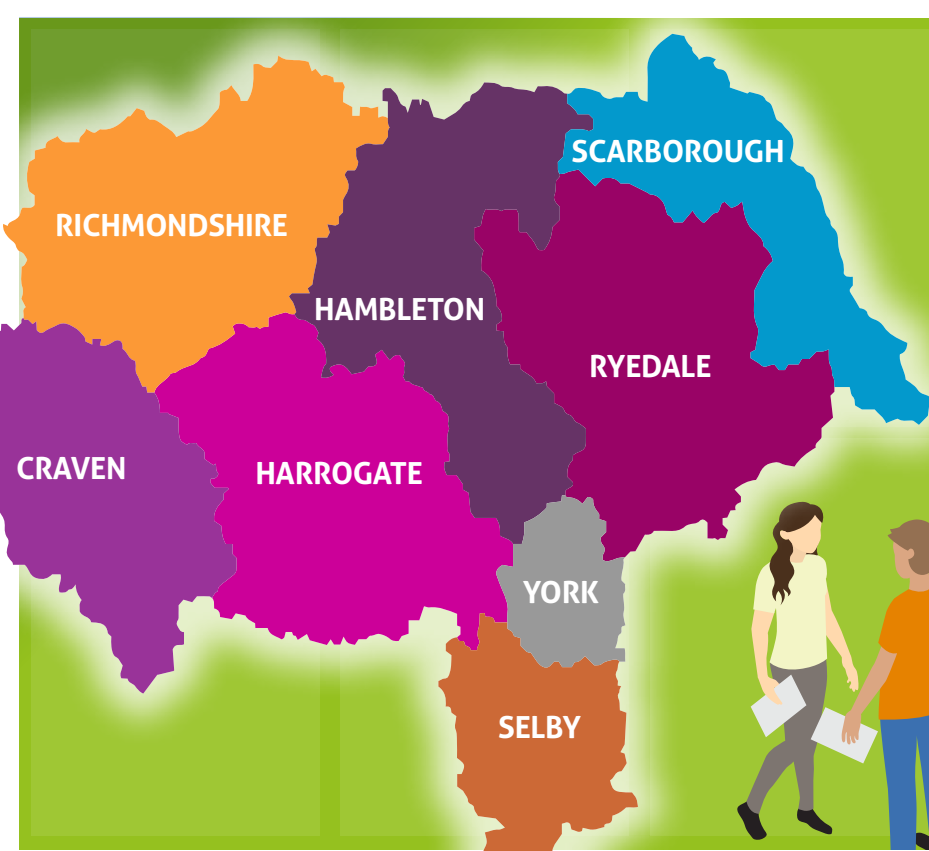 SCARBOROUGH
RICHMONDSHIRE
HAMBLETON
RYEDALE
CRAVEN
HARROGATE
YORK
SELBY